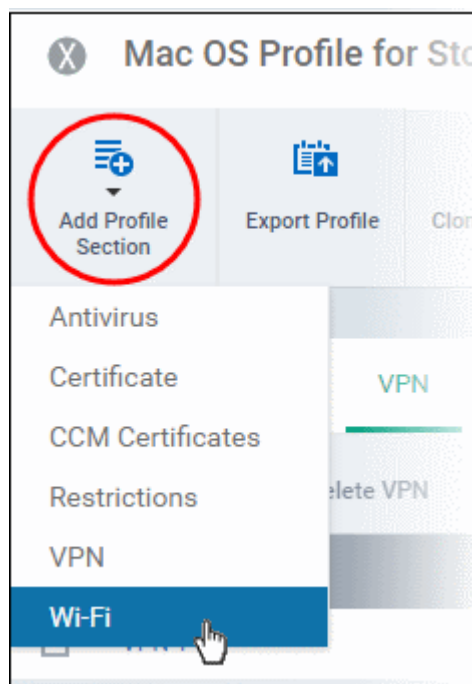 Mac OS Profile for Sto
Add Profile
Section
Export Profile
Clon
Antivirus
Certificate
CCM Certificates
Restrictions
VPN
Wi-Fi
VPN
elete VPN